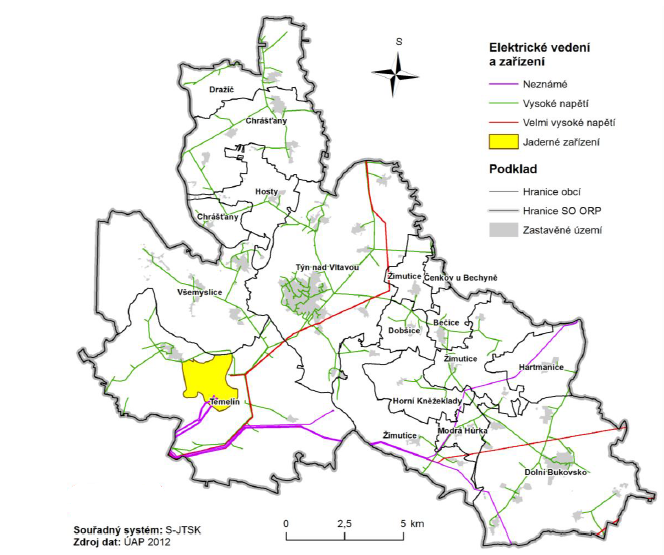 S
Elektrické vedení
a zařízení
Neznámé
Vysoké napětí
Velmi vysoké napětí
Jaderné zařízení
Podklad
Hranice obcí
Hranice SO ORP
Zastavěné území
Dražíč
Chrášťany
Hosty
Chrášťany
Týn nad Vltavou
Žimutice
Čenkov u Bechyně
Všemyslice
Bečice
Dobšice
Žimutice
Hartmanice
Temelín
Horní Kněžeklady
Modrá Hůrka
Žimutice
Dolní Bukovsko
Souřadný systém: S-JTSK
Zdroj dat: ÚAP 2012
0 2,5 5 km